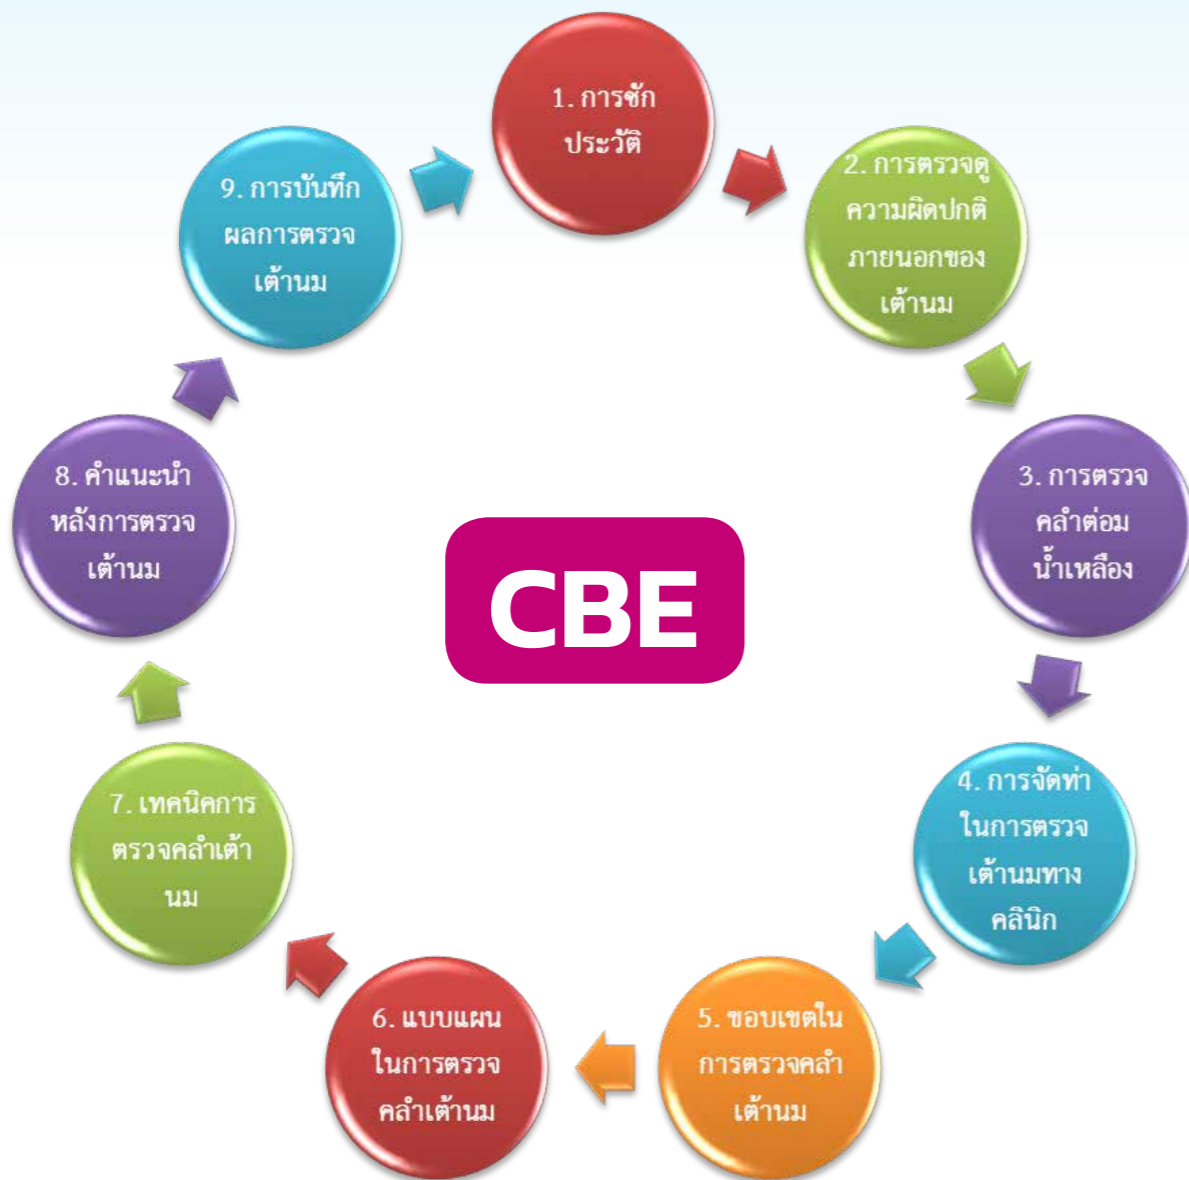 1. การซัก
ประวัติ
2. การตรวจดู
ความผิดปกติ
ภายนอกของ
เต้านม
3. การตรวจ
คลำต่อม
น้ำเหลือง
4. การจัดท่า
ในการตรวจ
เต้านมทาง
คลินิก
5. ขอบเขตใน
การตรวจคลำ
เต้านม
6. แบบแผน
ในการตรวจ
คลำเต้านม
7. เทคนิคการ
ตรวจคลำเต้า
นม
8. คำแนะนำ
หลังการตรวจ
เต้านม
9. การบันทึก
ผลการตรวจ
เต้านม
CBE